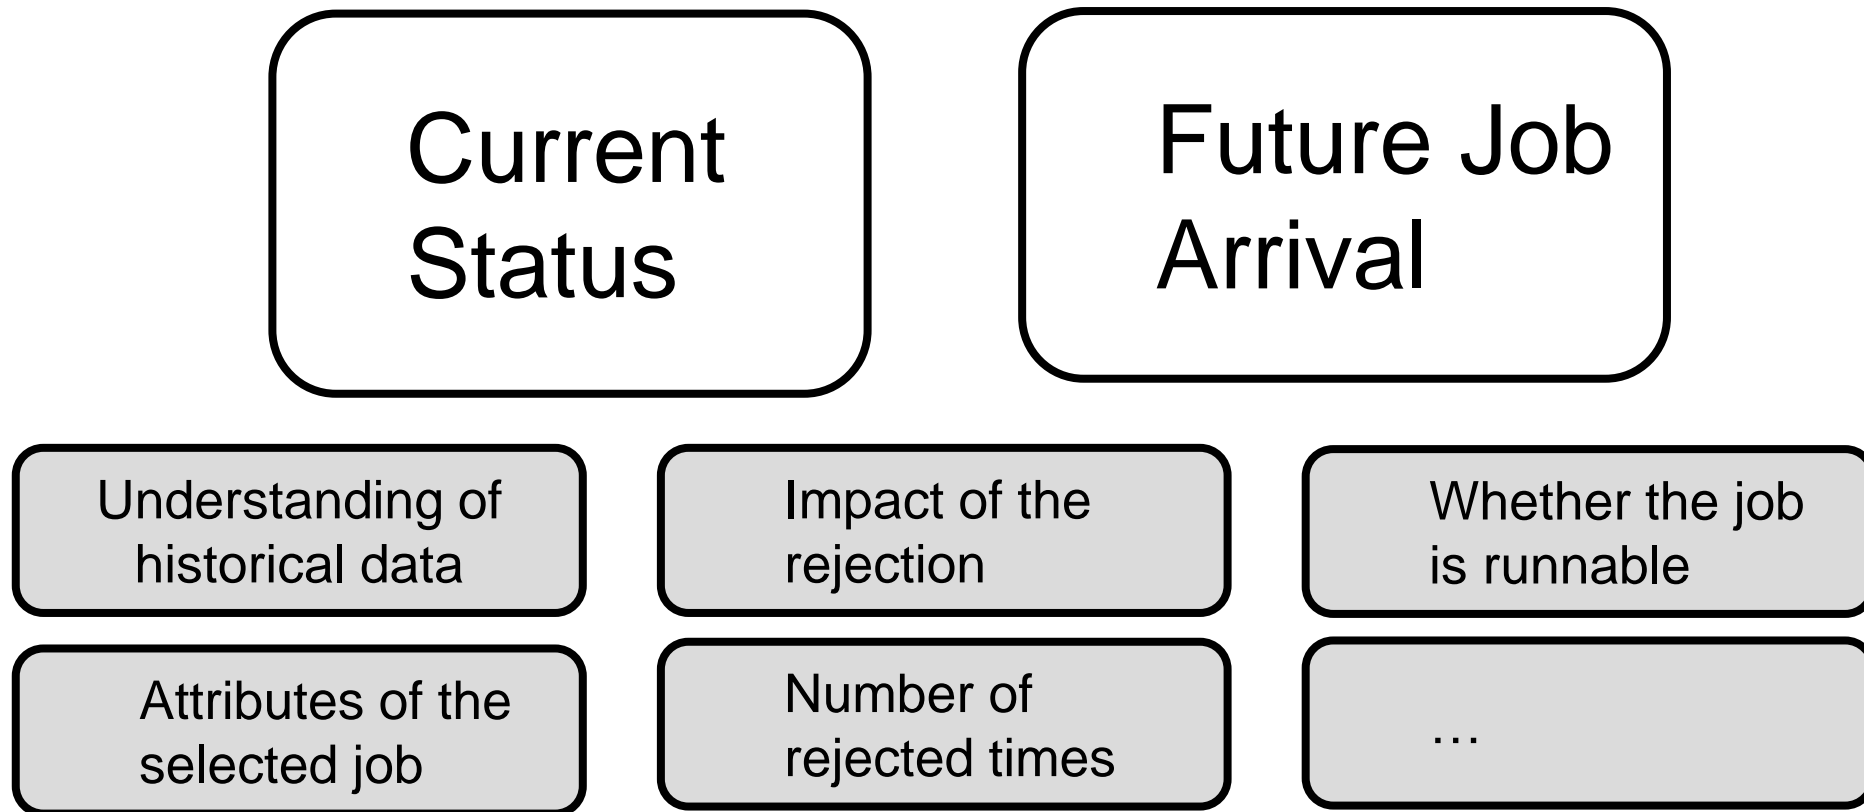 Current
Status
Future Job
Arrival
Understanding of
historical data
Impact of the
rejection
Whether the job
is runnable
Attributes of the
selected job
Number of
rejected times
…